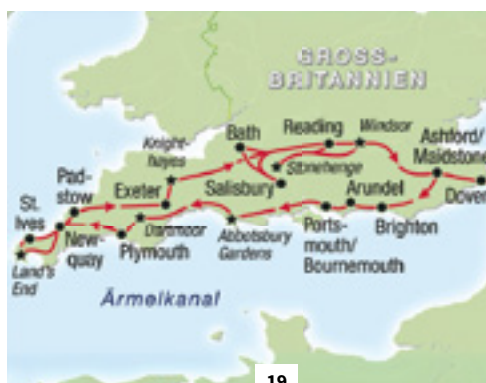 GROSS-
BRITANNIEN
Bath
Reading
Windsor
Ashford/
Maidstone
Knight-
hayes
Stonehenge
Pad-
stow
Exeter
Salisbury
Arundel
Dover
St.
Ives
New-
quay
Dartmoor
Plymouth
Abbotsbury
Gardens
Ports-
mouth/
Bournemouth
Brighton
Land's
End
Ärmelkanal
19